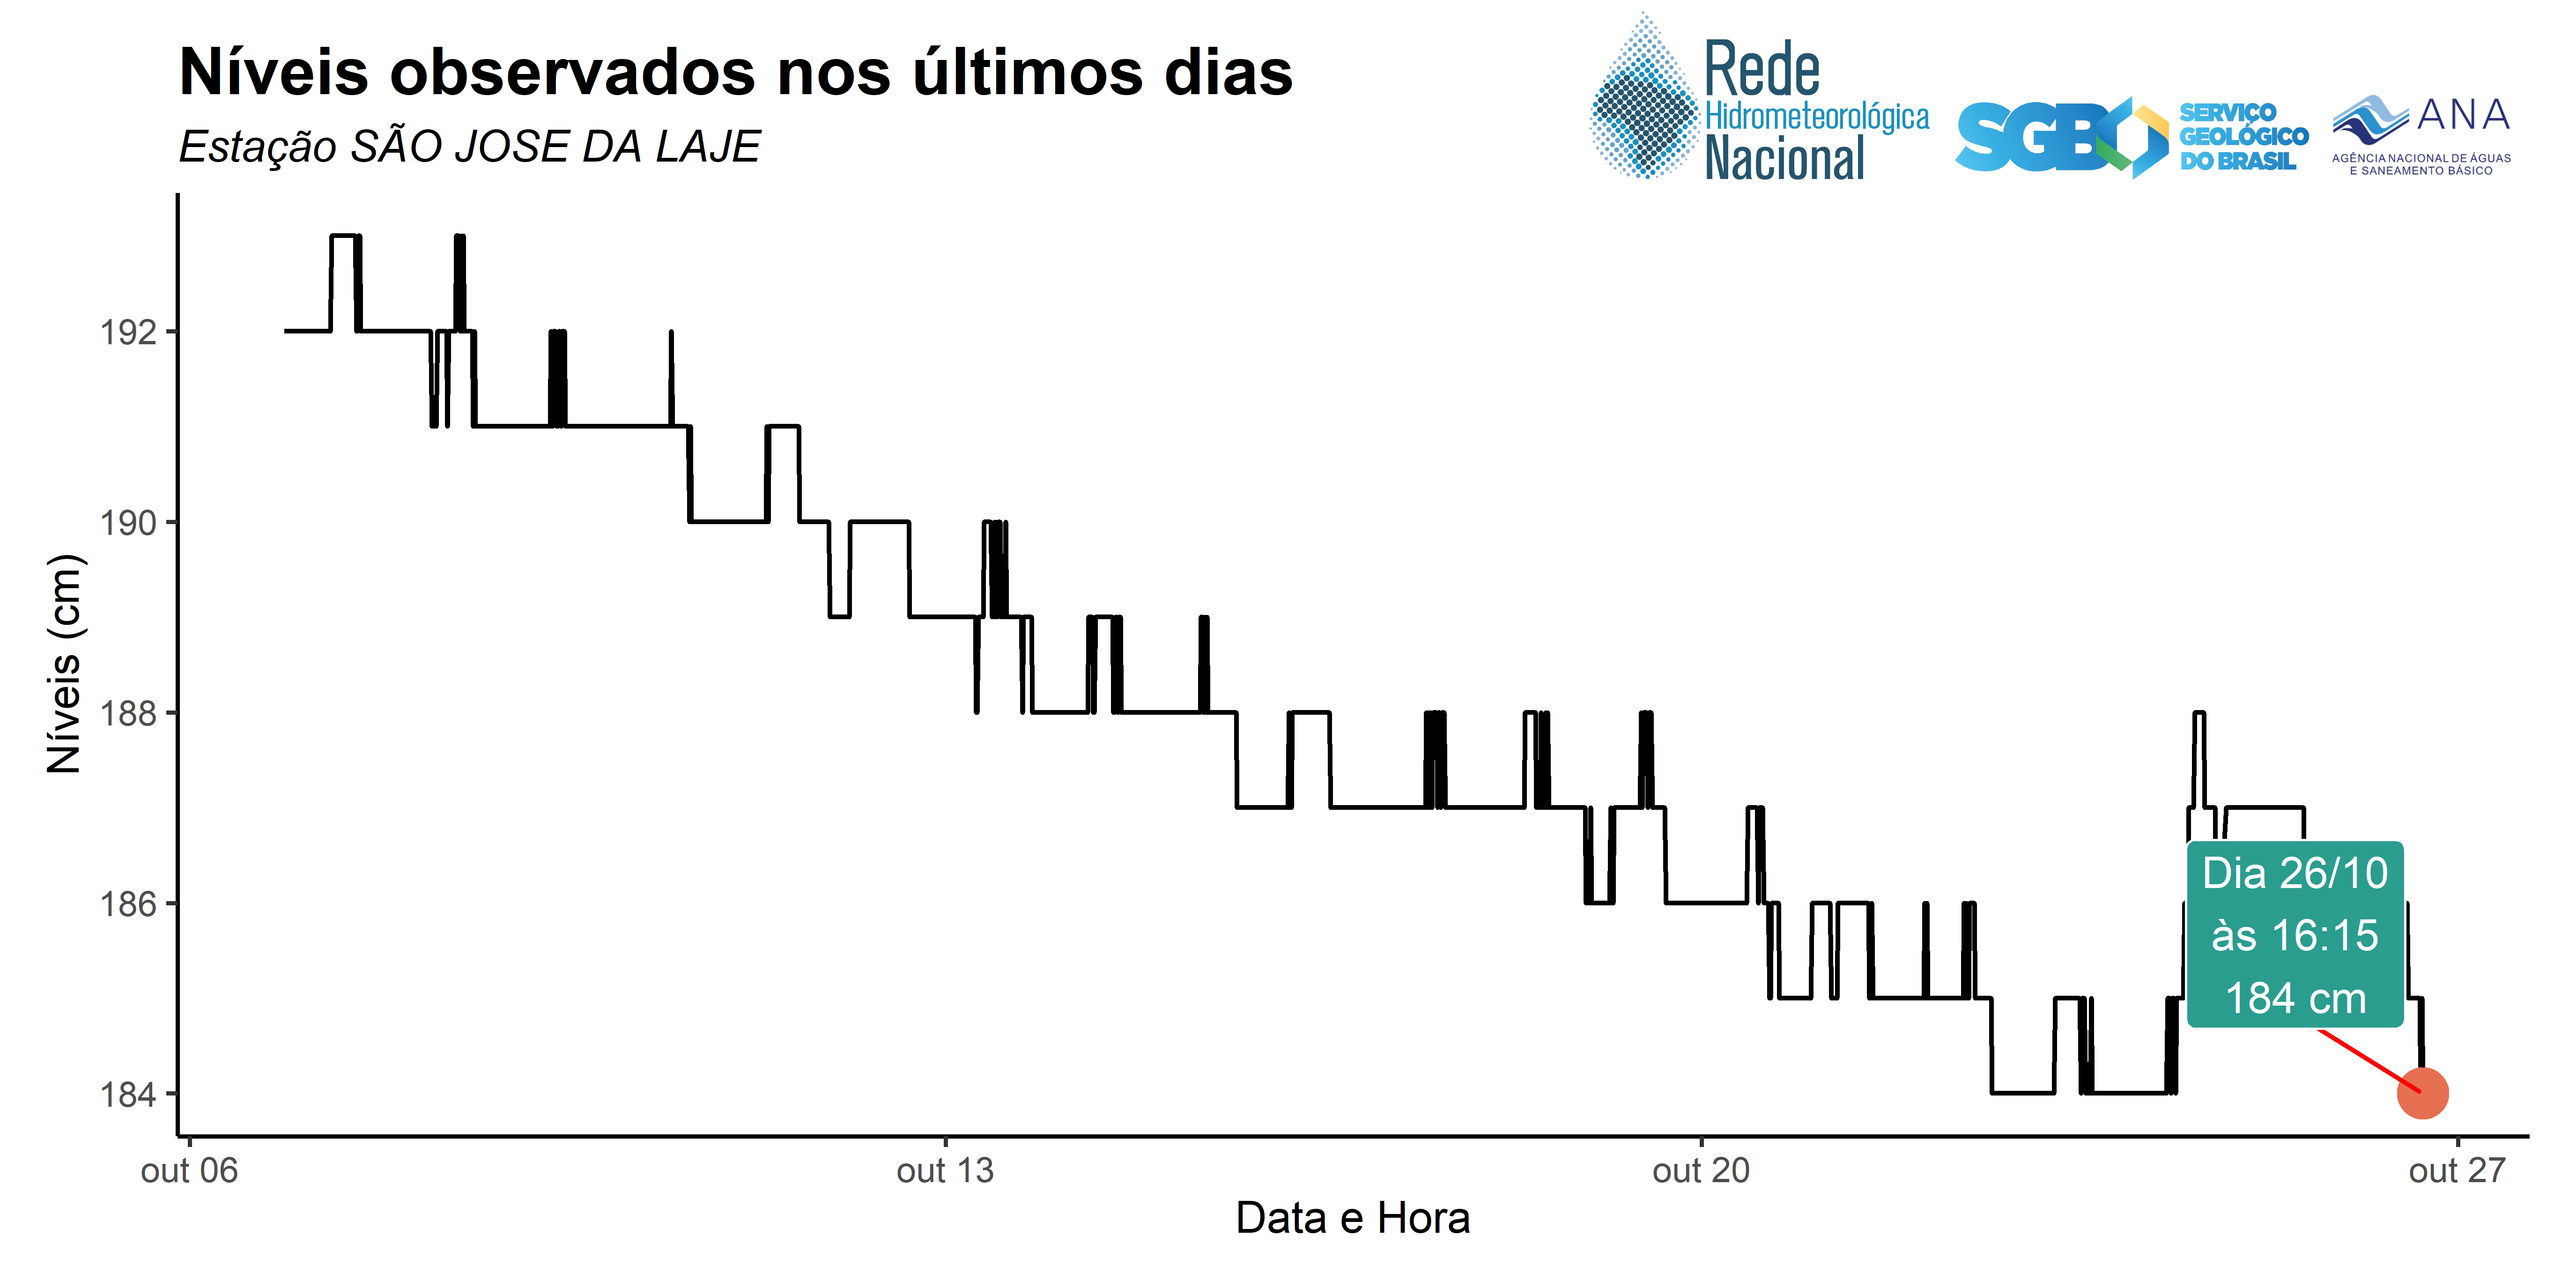 Níveis observados nos últimos dias
Estação SÃO JOSE DA LAJE
Rede
Hidrometeorológica
Nacional
SGB
SERVIÇO
GEOLÓGICO
DO BRASIL
ANA
AGÊNCIA NACIONAL DE ÁGUAS
E SANEAMENTO BÁSICO
Níveis (cm)
192
190
188
186
184
Dia 26/10
às 16:15
184 cm
out 06
out 13
out 20
out 27
Data e Hora